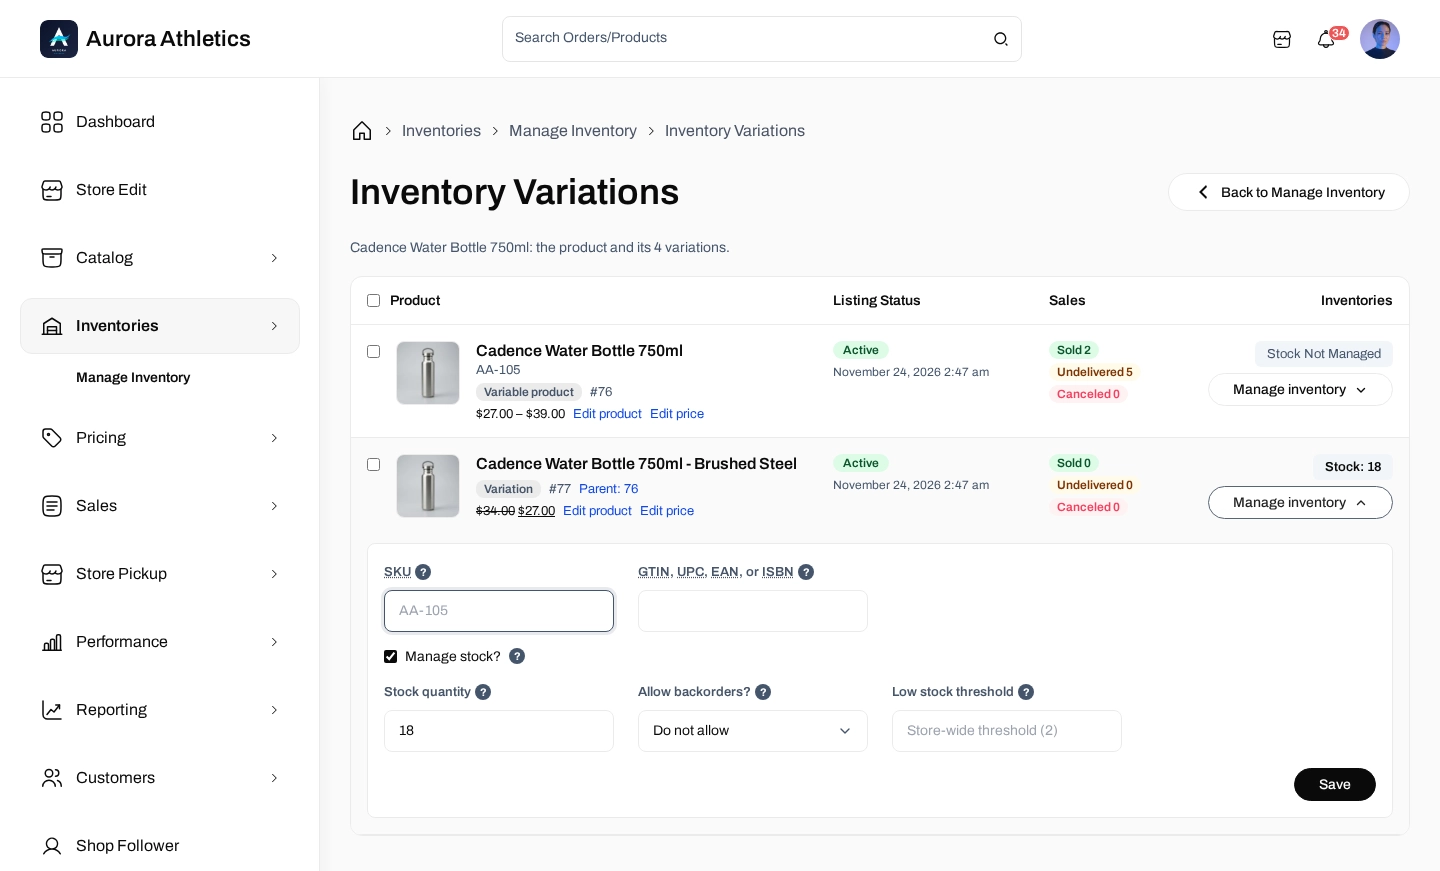 Aurora Athletics
Search Orders/Products
34
Dashboard
Store Edit
Catalog
Inventories
Manage Inventory
Pricing
Sales
Store Pickup
Performance
Reporting
Customers
Shop Follower
Inventories
Manage Inventory
Inventory Variations
Inventory Variations
Back to Manage Inventory
Cadence Water Bottle 750ml: the product and its 4 variations.
Product
Listing Status
Sales
Inventories
Cadence Water Bottle 750ml
AA-105
Variable product #76
$27.00 – $39.00 Edit product Edit price
Active
November 24, 2026 2:47 am
Sold 2
Undelivered 5
Canceled 0
Stock Not Managed
Manage inventory
Cadence Water Bottle 750ml - Brushed Steel
Variation #77 Parent: 76
$34.00 $27.00 Edit product Edit price
Active
November 24, 2026 2:47 am
Sold 0
Undelivered 0
Canceled 0
Stock: 18
Manage inventory
SKU ?
AA-105
GTIN, UPC, EAN, or ISBN ?
Manage stock? ?
Stock quantity ?
18
Allow backorders? ?
Do not allow
Low stock threshold ?
Store-wide threshold (2)
Save